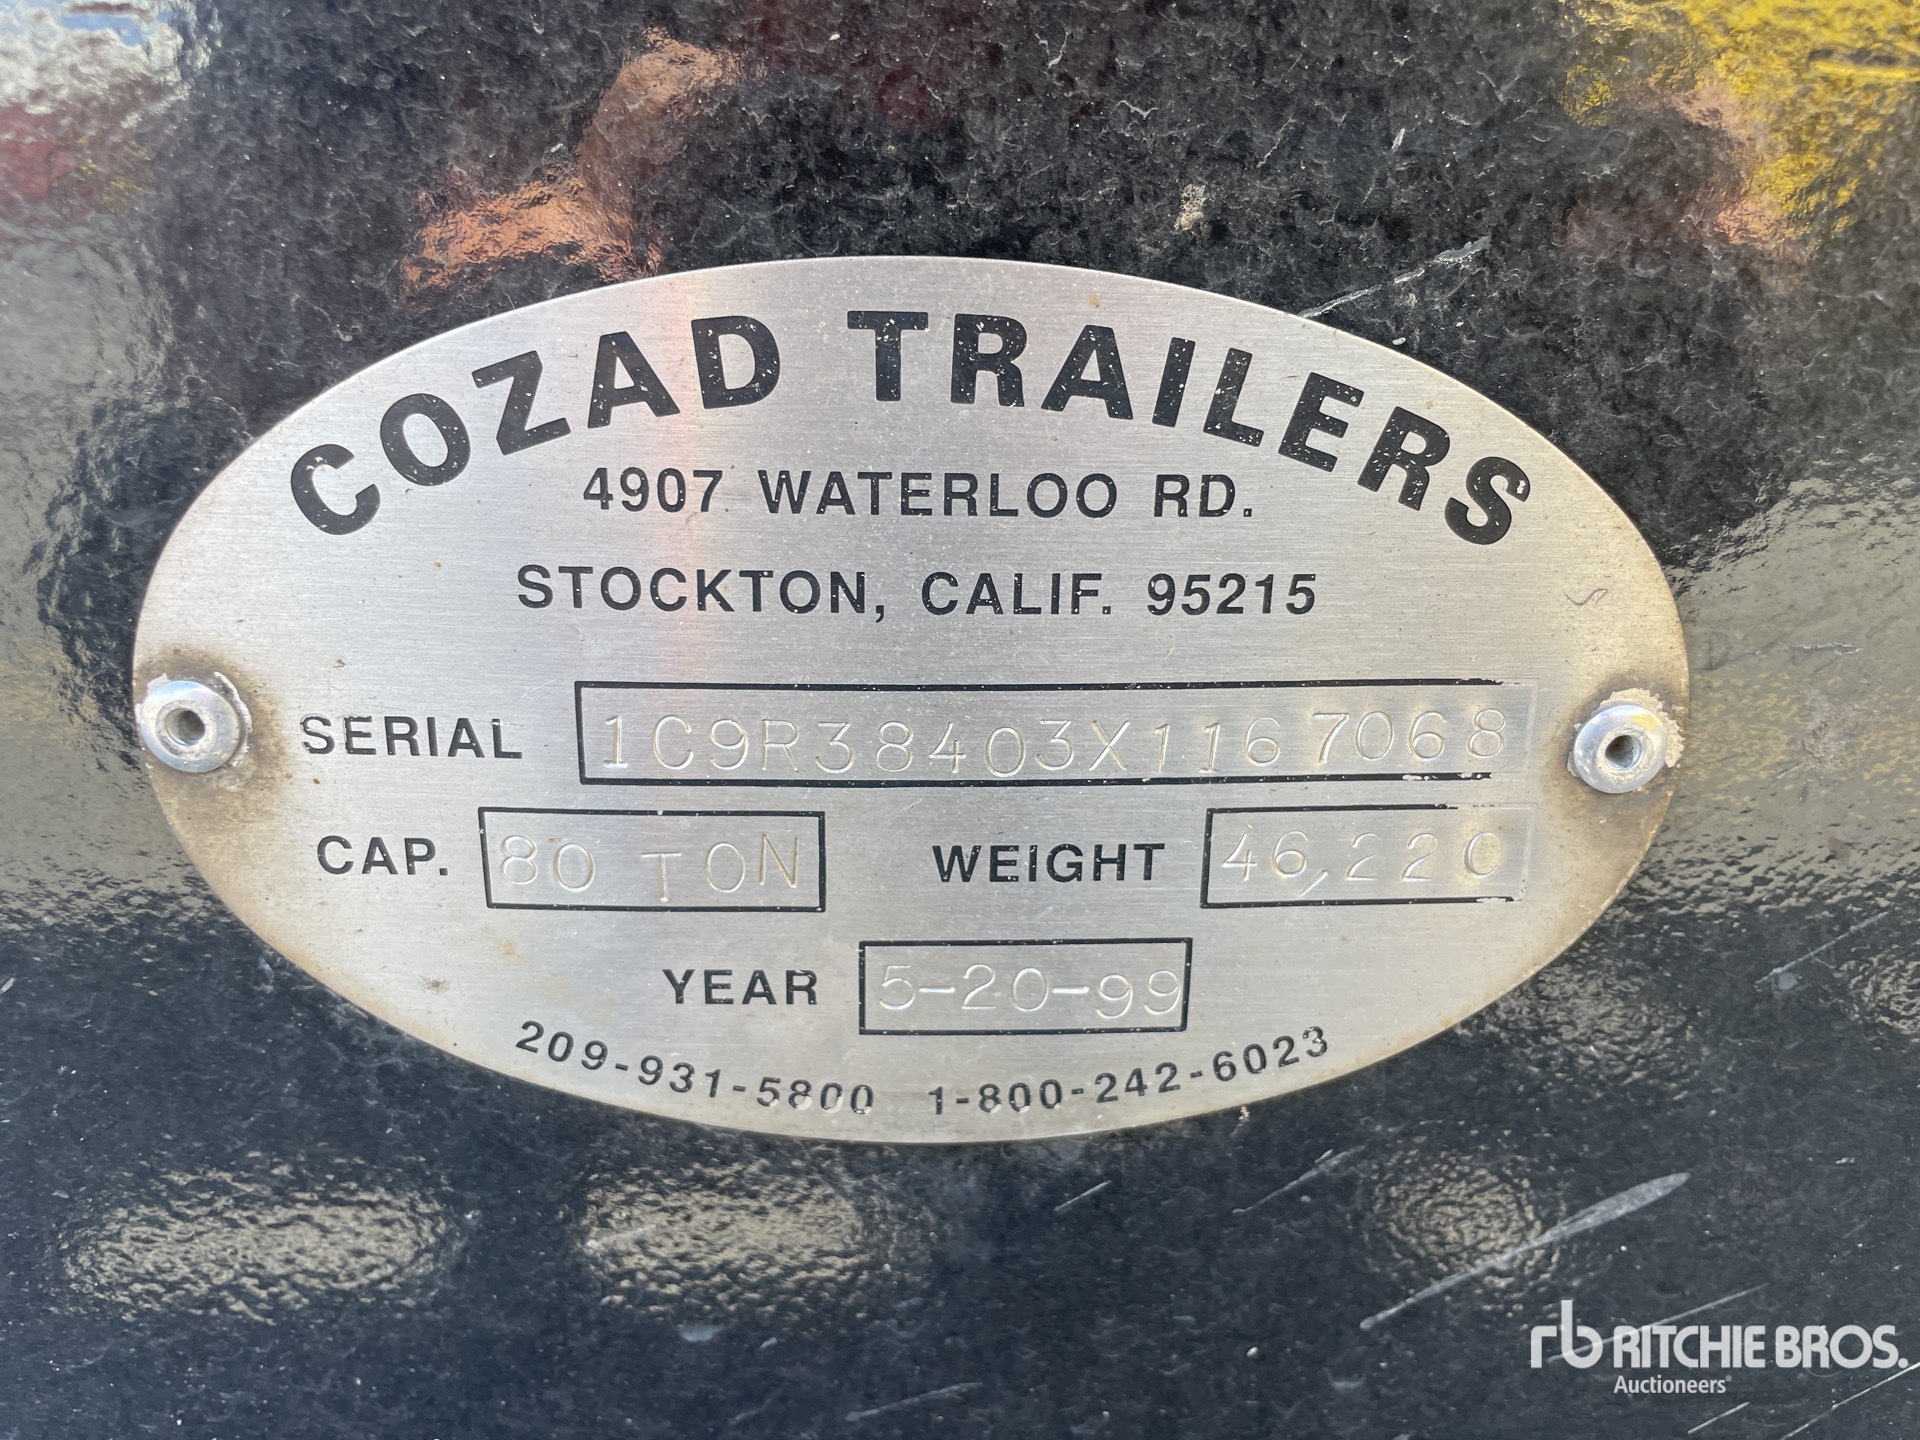 COZAD TRAILERS
4907 WATERLOO RD.
STOCKTON, CALIF. 95215
SERIAL 1C9R38403X1167068
CAP. 80 TON WEIGHT 46,220
YEAR 5-20-99
209-931-5800 1-800-242-6023
rb RITCHIE BROS.
Auctioneers